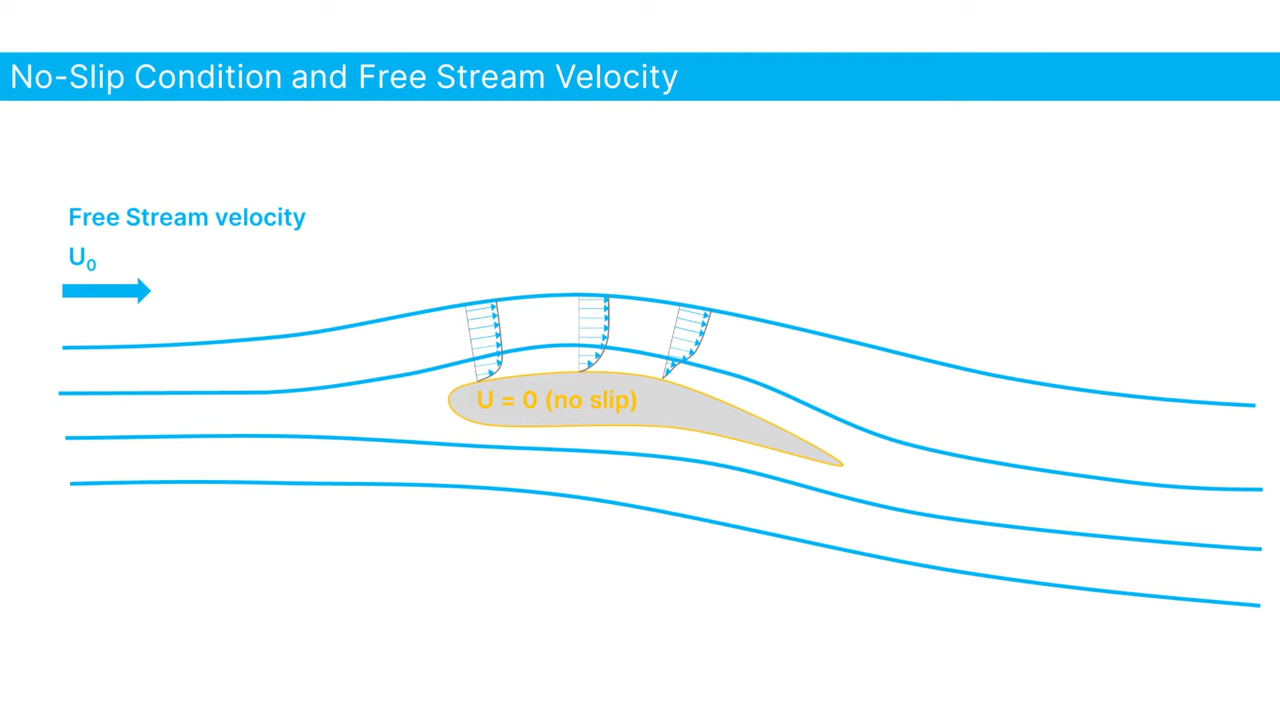 No-Slip Condition and Free Stream Velocity
Free Stream velocity
U₀
U = 0 (no slip)